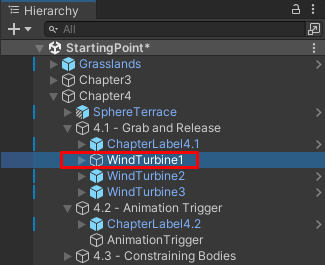 Hierarchy
All
StartingPoint*
Grasslands
Chapter3
Chapter4
SphereTerrace
4.1 - Grab and Release
ChapterLabel4.1
WindTurbine1
WindTurbine2
WindTurbine3
4.2 - Animation Trigger
ChapterLabel4.2
AnimationTrigger
4.3 - Constraining Bodies